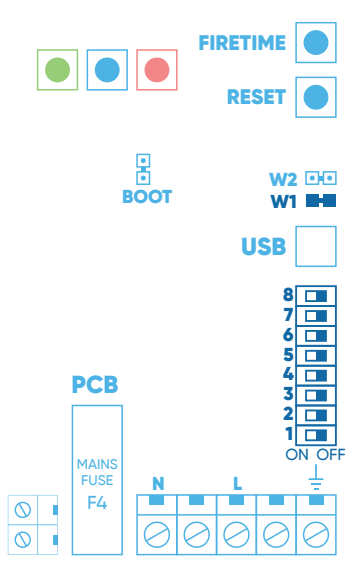 FIRETIME
RESET
BOOT
W2
W1
USB
8
7
6
5
4
3
2
1
ON OFF
PCB
MAINS
FUSE
F4
N
L